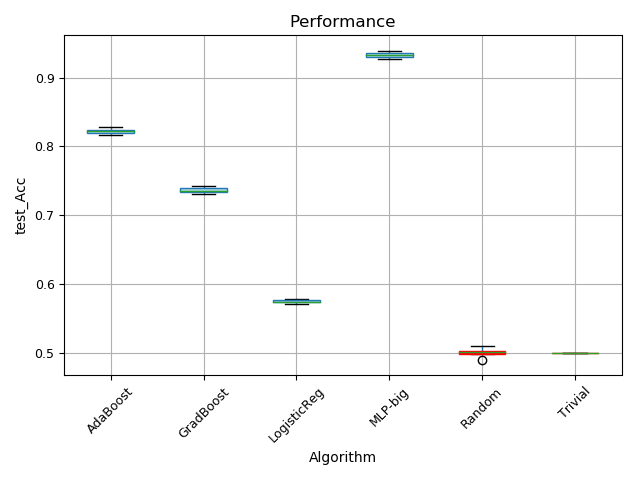 Performance
test_Acc
0.9
0.8
0.7
0.6
0.5
AdaBoost
GradBoost
LogisticReg
MLP-big
Random
Trivial
Algorithm